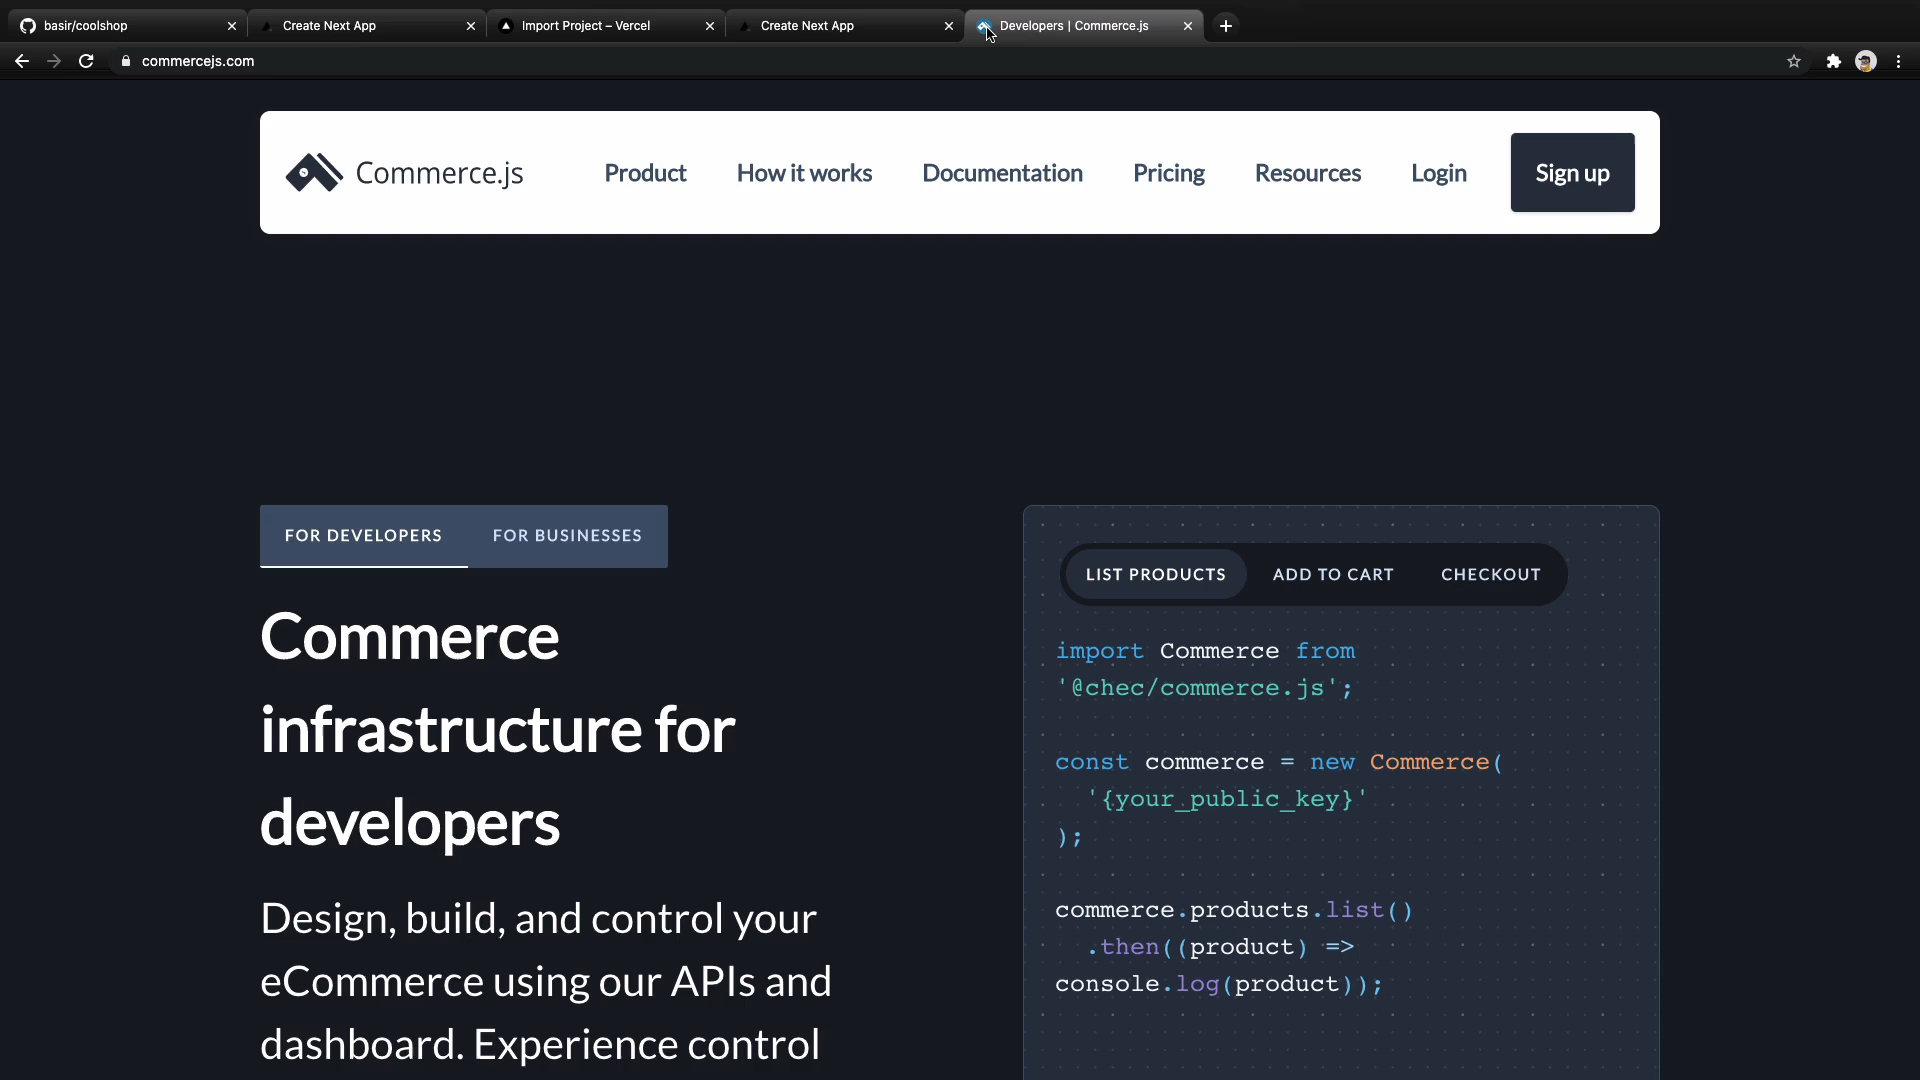 basir/coolshop
Create Next App
Import Project – Vercel
Create Next App
Developers | Commerce.js
commercejs.com
Commerce.js
Product
How it works
Documentation
Pricing
Resources
Login
Sign up
FOR DEVELOPERS
FOR BUSINESSES
Commerce
infrastructure for
developers
Design, build, and control your
eCommerce using our APIs and
dashboard. Experience control
LIST PRODUCTS
ADD TO CART
CHECKOUT
import Commerce from
'@chec/commerce.js';
const commerce = new Commerce(
'{your_public_key}'
);
commerce.products.list()
.then((product) =>
console.log(product));